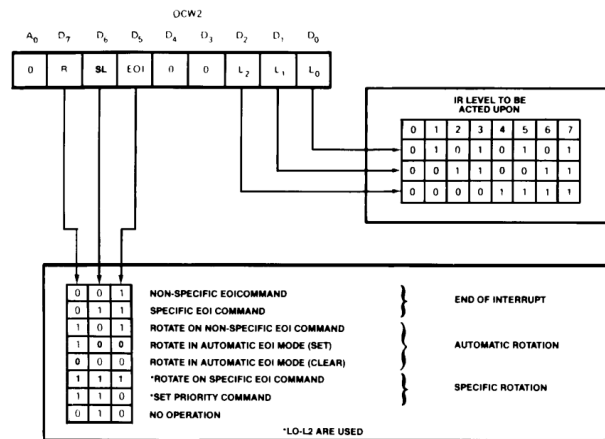 OCW2
A0 D7 D6 D5 D4 D3 D2 D1 D0
0 R SL EOI 0 0 L2 L1 L0
IR LEVEL TO BE
ACTED UPON
0 1 2 3 4 5 6 7
0 1 0 1 0 1 0 1
0 0 1 1 0 0 1 1
0 0 0 0 1 1 1 1
0 0 1 NON-SPECIFIC EOICOMMAND
0 1 1 SPECIFIC EOI COMMAND
END OF INTERRUPT
1 0 1 ROTATE ON NON-SPECIFIC EOI COMMAND
1 0 0 ROTATE IN AUTOMATIC EOI MODE (SET)
0 0 0 ROTATE IN AUTOMATIC EOI MODE (CLEAR)
AUTOMATIC ROTATION
1 1 1 *ROTATE ON SPECIFIC EOI COMMAND
1 1 0 *SET PRIORITY COMMAND
SPECIFIC ROTATION
0 1 0 NO OPERATION
*LO-L2 ARE USED